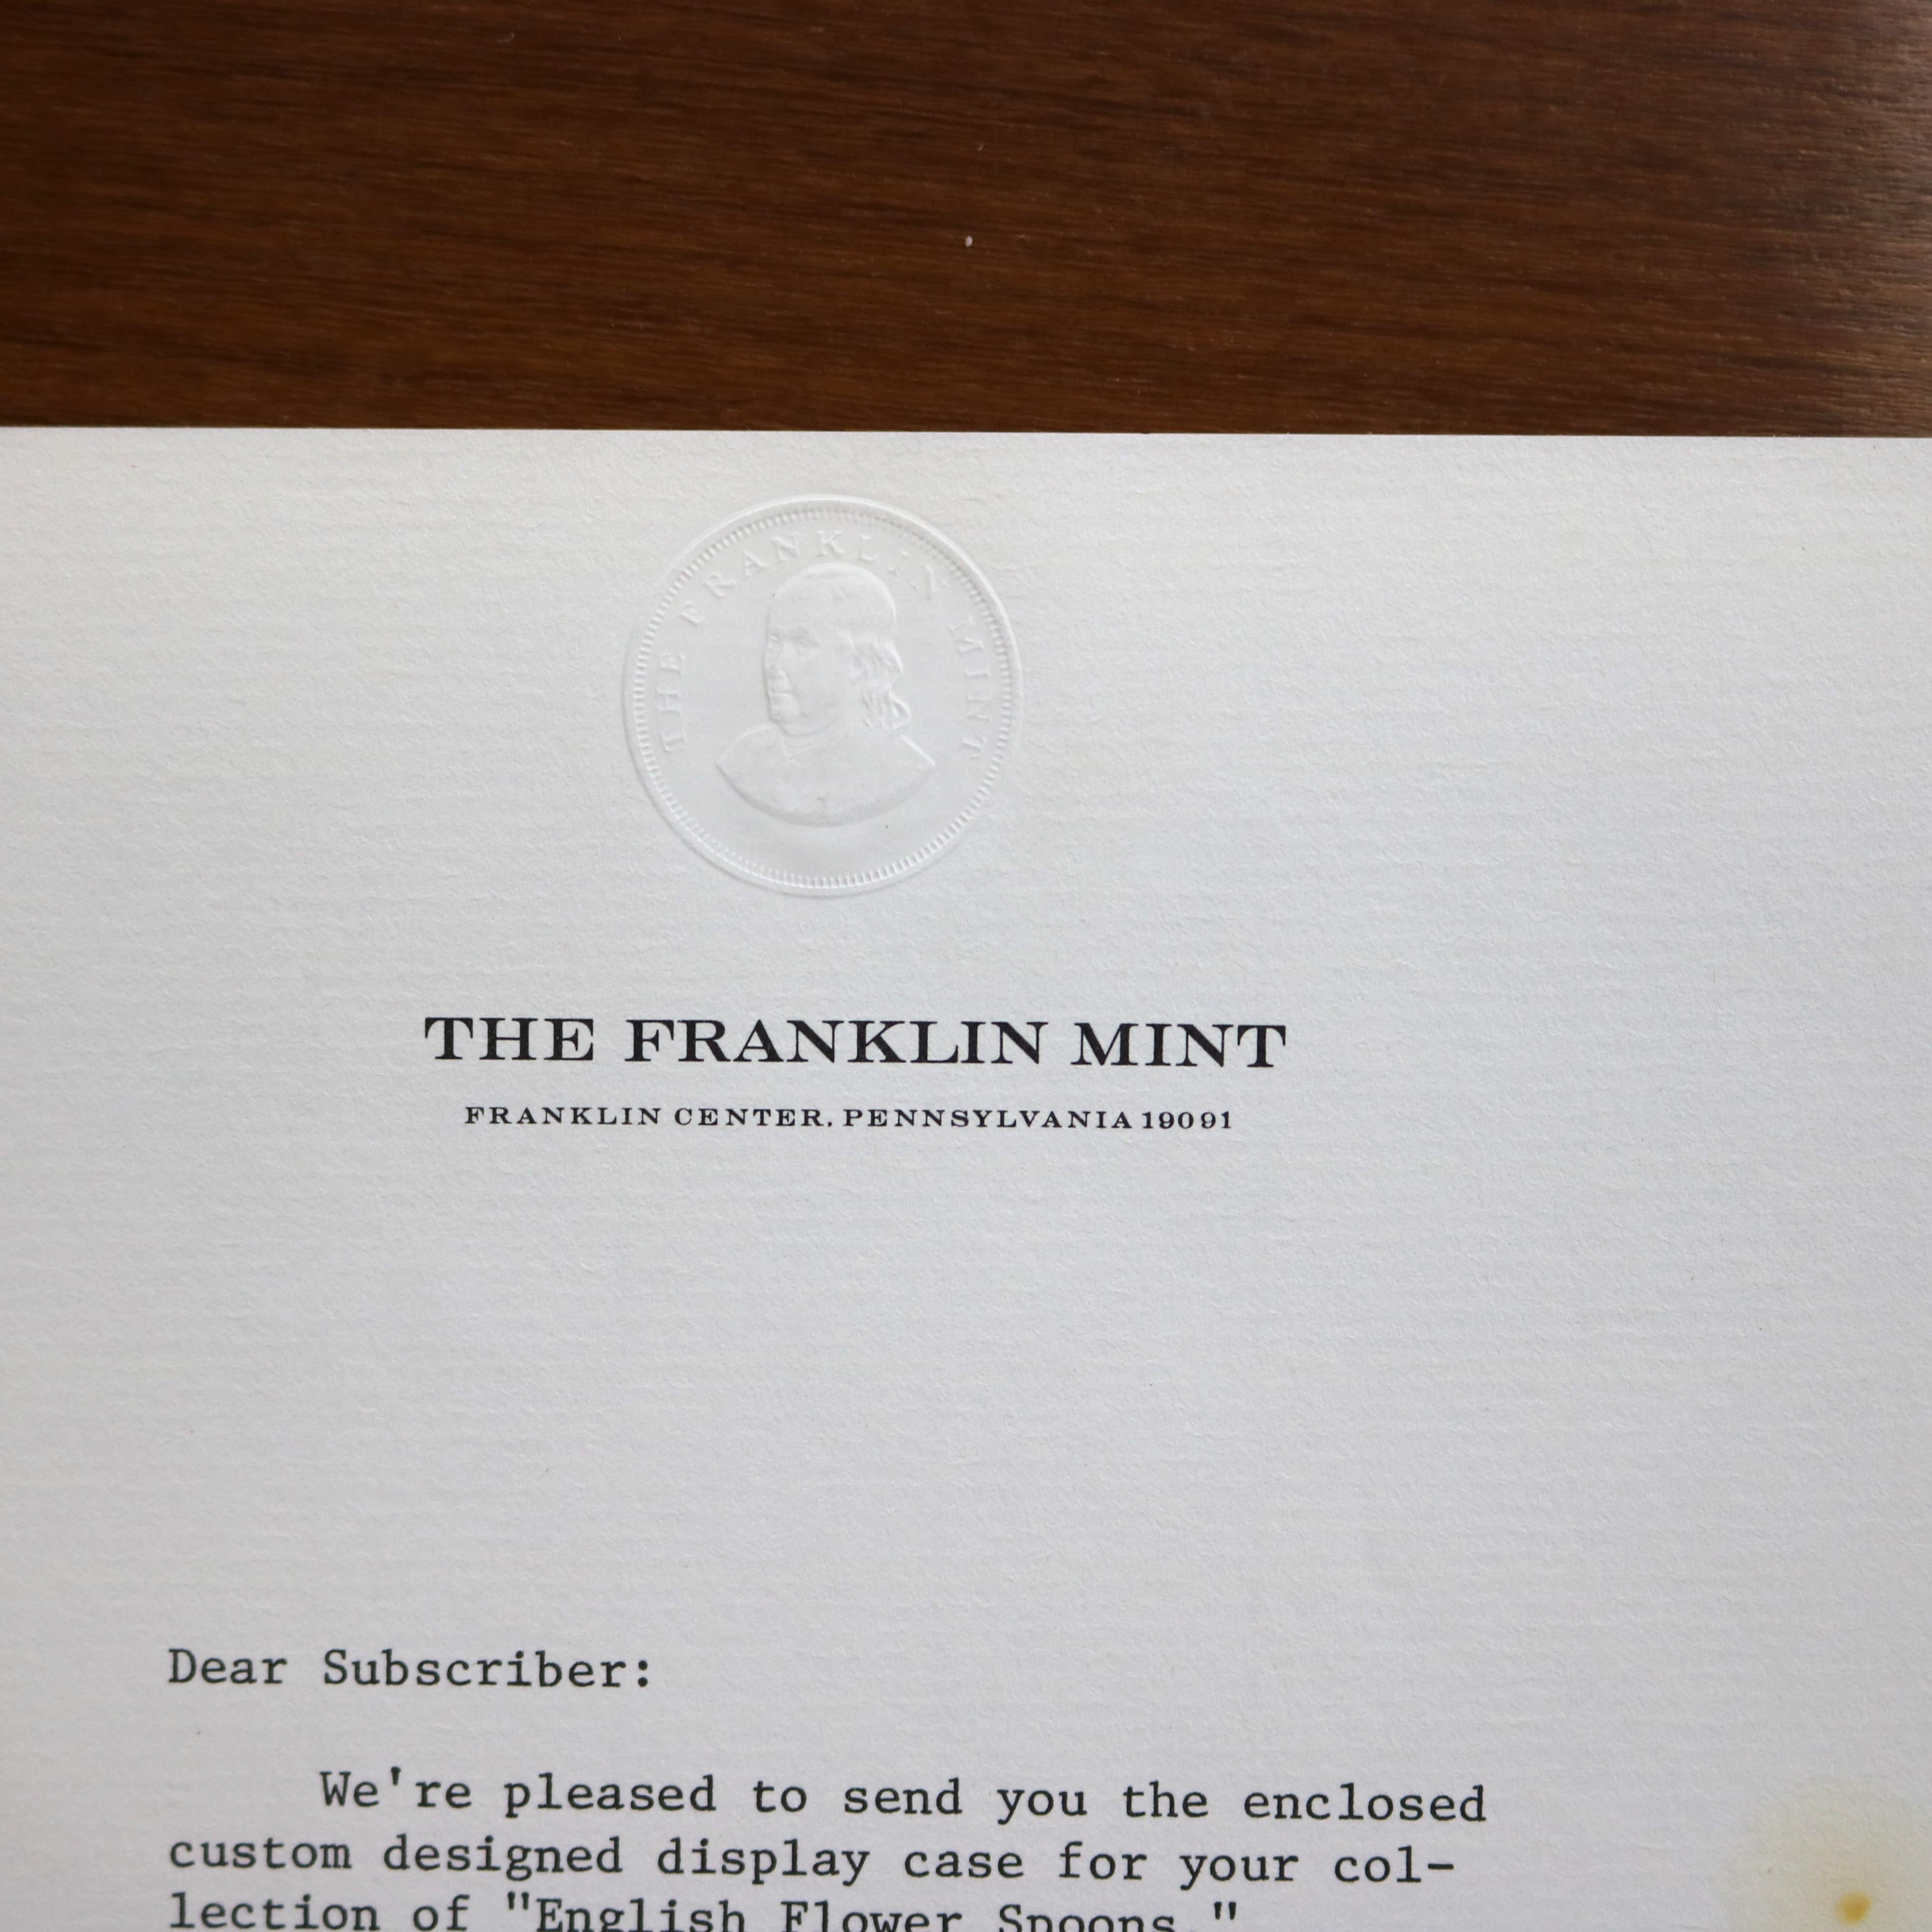 THE FRANKLIN MINT
THE FRANKLIN MINT
FRANKLIN CENTER, PENNSYLVANIA 19091
Dear Subscriber:
We're pleased to send you the enclosed
custom designed display case for your col-
lection of "English Flower Spoons."